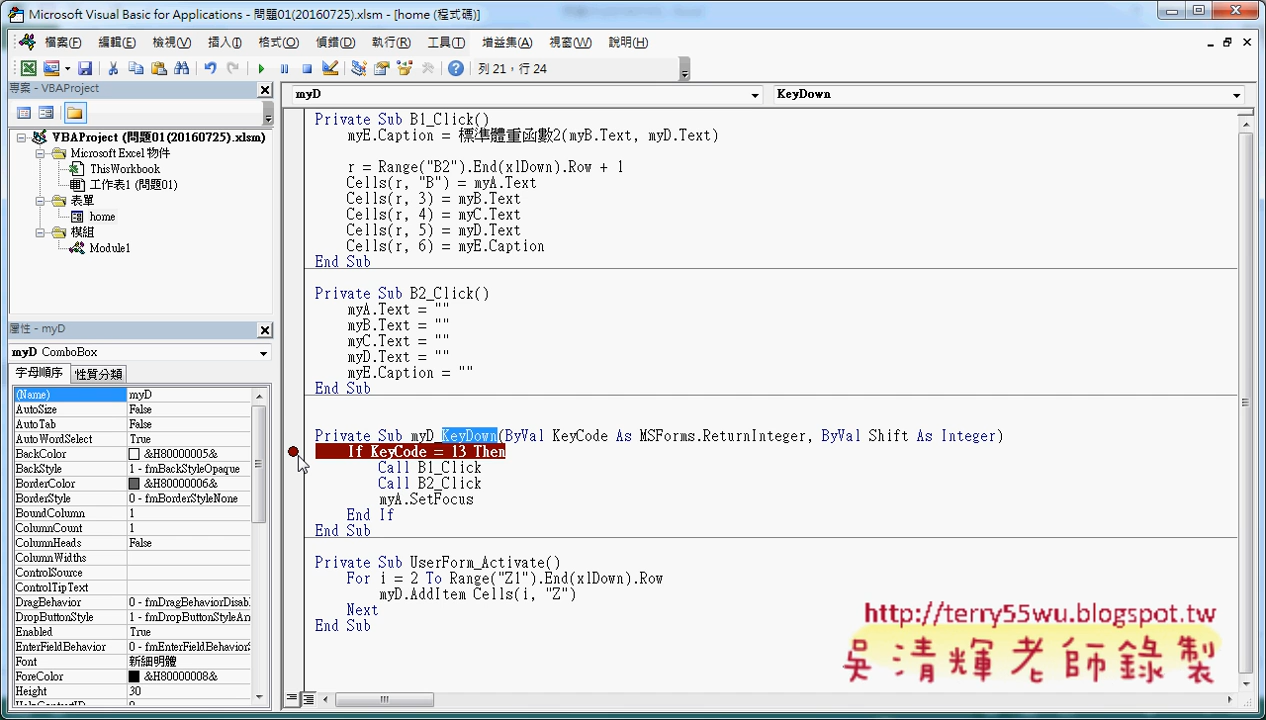 Microsoft Visual Basic for Applications - 問題01(20160725).xlsm - [home (程式碼)]
檔案(F) 編輯(E) 檢視(V) 插入(I) 格式(O) 偵錯(D) 執行(R) 工具(T) 增益集(A) 視窗(W) 說明(H)
列 21，行 24
專案 - VBAProject
VBAProject (問題01(20160725).xlsm)
Microsoft Excel 物件
ThisWorkbook
工作表1 (問題01)
表單
home
模組
Module1
屬性 - myD
myD ComboBox
字母順序 性質分類
(Name) myD
AutoSize False
AutoTab False
AutoWordSelect True
BackColor &H80000005&
BackStyle 1 - fmBackStyleOpaque
BorderColor &H80000006&
BorderStyle 0 - fmBorderStyleNone
BoundColumn 1
ColumnCount 1
ColumnHeads False
ColumnWidths
ControlSource
ControlTipText
DragBehavior 0 - fmDragBehaviorDisabl
DropButtonStyle 1 - fmDropButtonStyleAr
Enabled True
EnterFieldBehavior 0 - fmEnterFieldBehavior
Font 新細明體
ForeColor &H80000008&
Height 30
myD KeyDown
Private Sub B1_Click()
myE.Caption = 標準體重函數2(myB.Text, myD.Text)
r = Range("B2").End(xlDown).Row + 1
Cells(r, "B") = myA.Text
Cells(r, 3) = myB.Text
Cells(r, 4) = myC.Text
Cells(r, 5) = myD.Text
Cells(r, 6) = myE.Caption
End Sub
Private Sub B2_Click()
myA.Text = ""
myB.Text = ""
myC.Text = ""
myD.Text = ""
myE.Caption = ""
End Sub
Private Sub myD_KeyDown(ByVal KeyCode As MSForms.ReturnInteger, ByVal Shift As Integer)
If KeyCode = 13 Then
Call B1_Click
Call B2_Click
myA.SetFocus
End If
End Sub
Private Sub UserForm_Activate()
For i = 2 To Range("Z1").End(xlDown).Row
myD.AddItem Cells(i, "Z")
Next
End Sub
http://terry55wu.blogspot.tw
吳清輝老師錄製